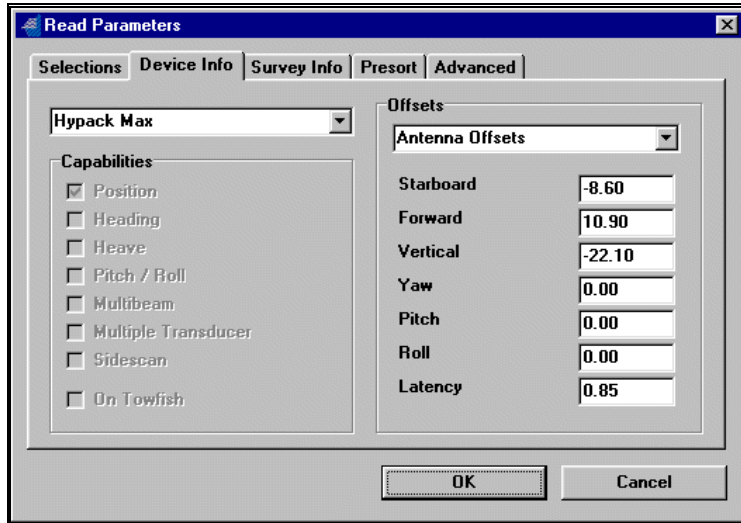 Read Parameters
Selections Device Info Survey Info Presort Advanced
Hypack Max
Capabilities
Position
Heading
Heave
Pitch / Roll
Multibeam
Multiple Transducer
Sidescan
On Towfish
Offsets
Antenna Offsets
Starboard -8.60
Forward 10.90
Vertical -22.10
Yaw 0.00
Pitch 0.00
Roll 0.00
Latency 0.85
OK Cancel